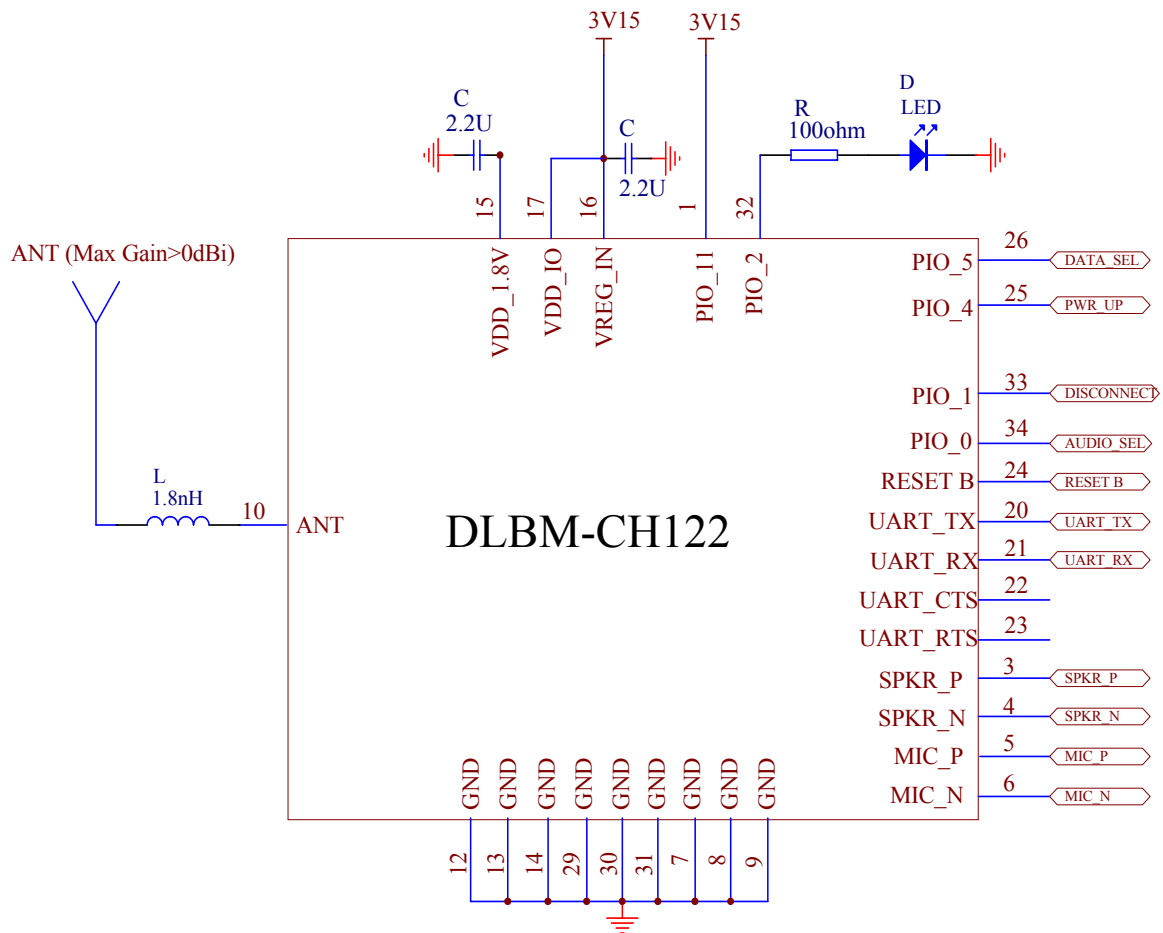 3V15
3V15
C
2.2U
C
2.2U
R
100ohm
D
LED
15
17
16
1
32
ANT (Max Gain>0dBi)
VDD_1.8V
VDD_IO
VREG_IN
PIO_11
PIO_2
PIO_5
26
DATA_SEL
PIO_4
25
PWR_UP
PIO_1
33
DISCONNECT
PIO_0
34
AUDIO_SEL
RESET B
24
RESET B
L
1.8nH
10
ANT
DLBM-CH122
UART_TX
20
UART_TX
UART_RX
21
UART_RX
UART_CTS
22
UART_RTS
23
SPKR_P
3
SPKR_P
SPKR_N
4
SPKR_N
MIC_P
5
MIC_P
MIC_N
6
MIC_N
GND
GND
GND
GND
GND
GND
GND
GND
GND
12
13
14
29
30
31
7
8
9